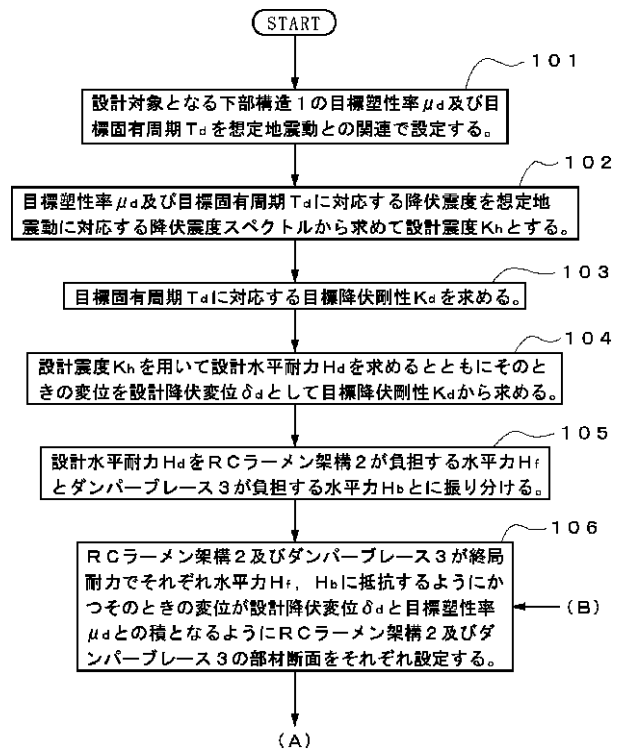 START
101
設計対象となる下部構造1の目標塑性率μd及び目
標固有周期Tdを想定地震動との関連で設定する。
102
目標塑性率μd及び目標固有周期Tdに対応する降伏震度を想定地
震動に対応する降伏震度スペクトルから求めて設計震度Khとする。
103
目標固有周期Tdに対応する目標降伏剛性Kdを求める。
104
設計震度Khを用いて設計水平耐力Hdを求めるとともにそのと
きの変位を設計降伏変位δdとして目標降伏剛性Kdから求める。
105
設計水平耐力HdをRCラーメン架構2が負担する水平力Hf
とダンパーブレース3が負担する水平力Hbとに振り分ける。
106
RCラーメン架構2及びダンパーブレース3が終局
耐力でそれぞれ水平力Hf, Hbに抵抗するようにか
つそのときの変位が設計降伏変位δdと目標塑性率
μdとの積となるようにRCラーメン架構2及びダ
ンパーブレース3の部材断面をそれぞれ設定する。
(B)
(A)